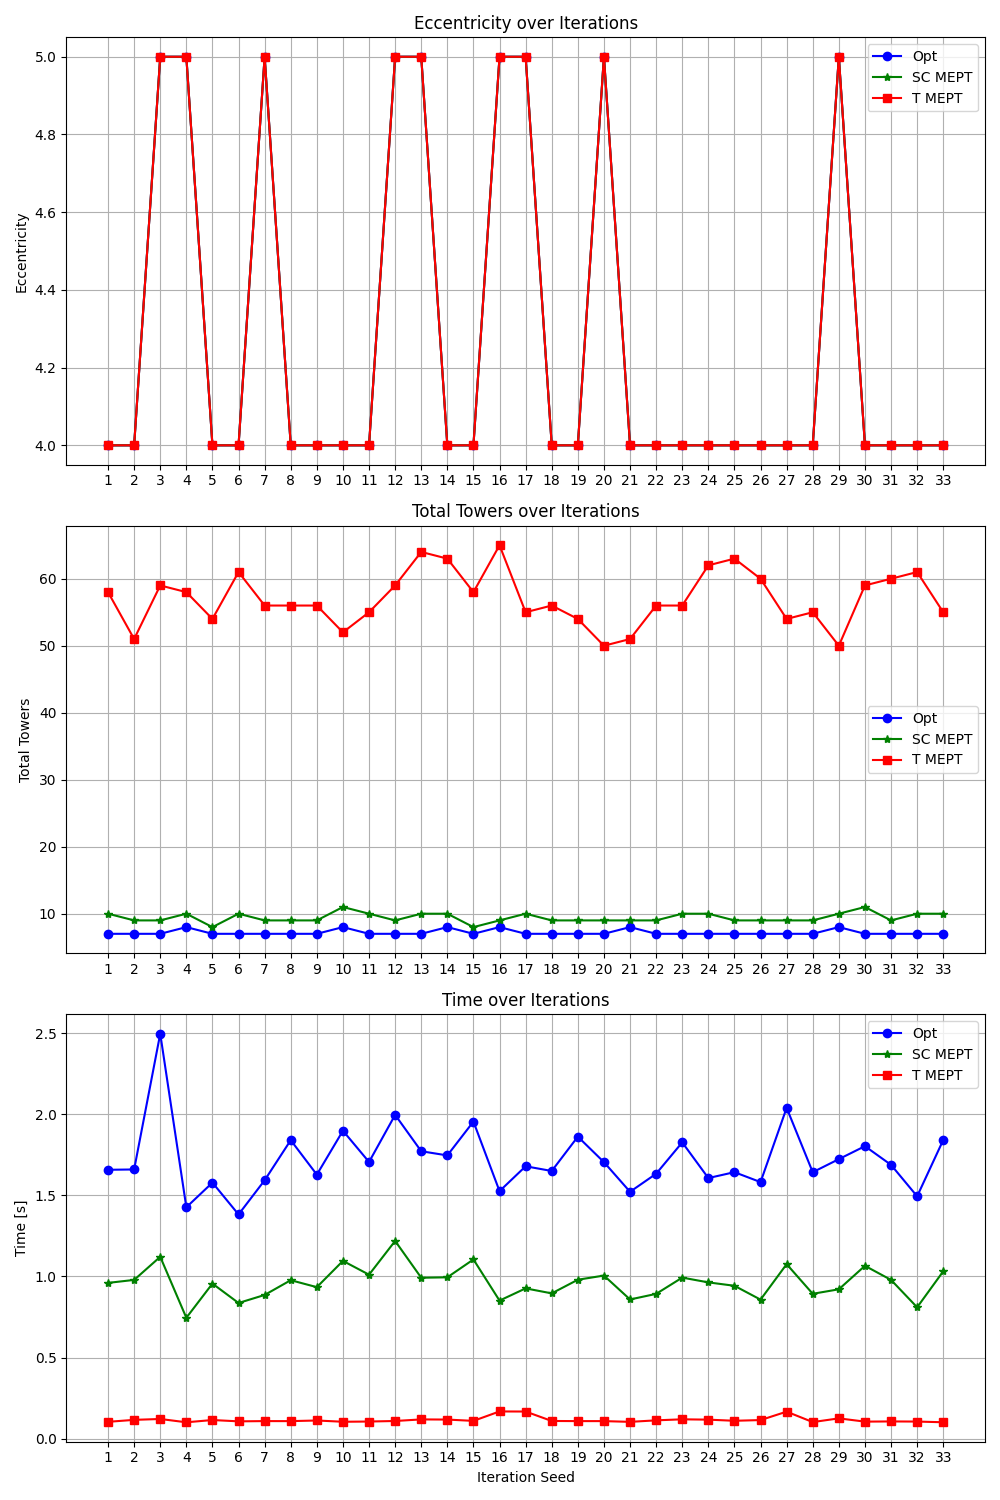 Eccentricity over Iterations
Eccentricity
5.0
4.8
4.6
4.4
4.2
4.0
Opt
SC MEPT
T MEPT
1 2 3 4 5 6 7 8 9 10 11 12 13 14 15 16 17 18 19 20 21 22 23 24 25 26 27 28 29 30 31 32 33
Total Towers over Iterations
Total Towers
60
50
40
30
20
10
Opt
SC MEPT
T MEPT
1 2 3 4 5 6 7 8 9 10 11 12 13 14 15 16 17 18 19 20 21 22 23 24 25 26 27 28 29 30 31 32 33
Time over Iterations
Time [s]
2.5
2.0
1.5
1.0
0.5
0.0
Opt
SC MEPT
T MEPT
1 2 3 4 5 6 7 8 9 10 11 12 13 14 15 16 17 18 19 20 21 22 23 24 25 26 27 28 29 30 31 32 33
Iteration Seed